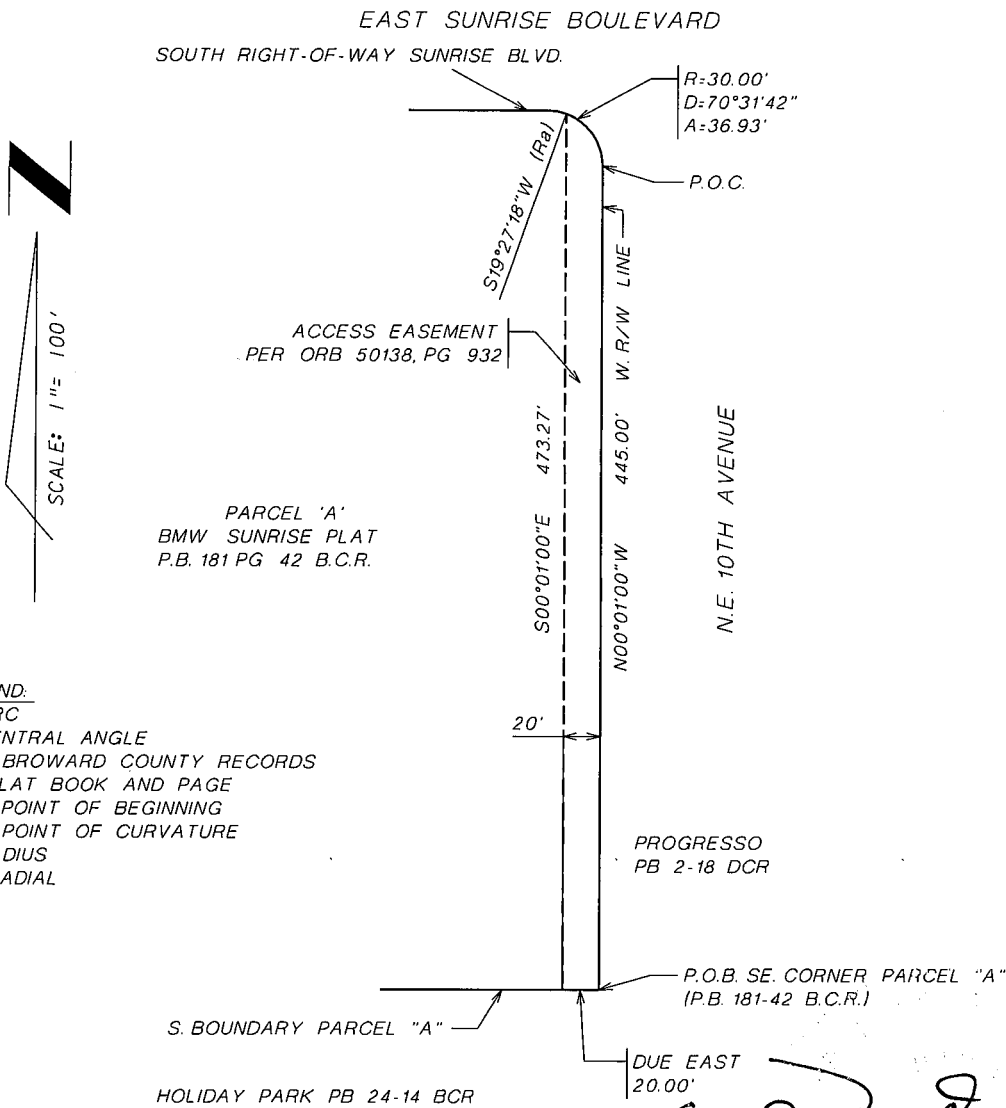 EAST SUNRISE BOULEVARD
SOUTH RIGHT-OF-WAY SUNRISE BLVD.
R=30.00'
D=70°31'42"
A=36.93'
P.O.C.
S19°27'18"W (Ra)
SCALE: 1"= 100'
W. R/W LINE
ACCESS EASEMENT
PER ORB 50138, PG 932
S00°01'00"E 473.27'
N00°01'00"W 445.00'
N.E. 10TH AVENUE
PARCEL 'A'
BMW SUNRISE PLAT
P.B. 181 PG 42 B.C.R.
20'
ND:
RC
ENTRAL ANGLE
BROWARD COUNTY RECORDS
LAT BOOK AND PAGE
POINT OF BEGINNING
POINT OF CURVATURE
DIUS
ADIAL
PROGRESSO
PB 2-18 DCR
P.O.B. SE. CORNER PARCEL "A"
(P.B. 181-42 B.C.R.)
S. BOUNDARY PARCEL "A"
DUE EAST
20.00'
HOLIDAY PARK PB 24-14 BCR